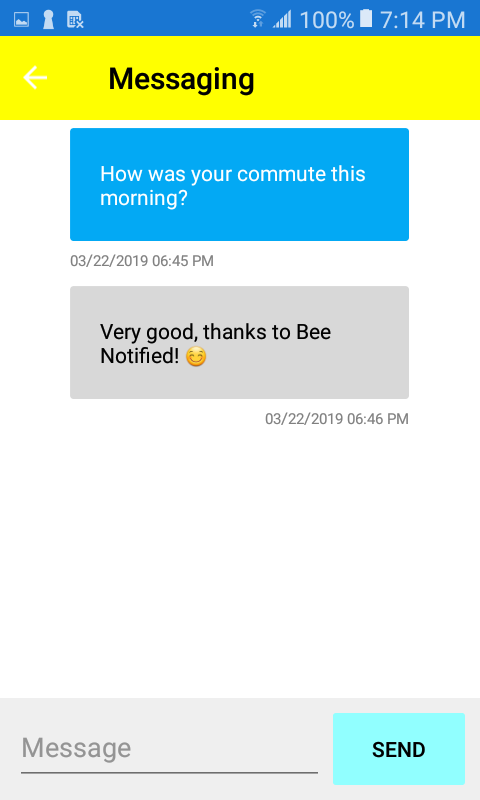 100% 7:14 PM
Messaging
How was your commute this
morning?
03/22/2019 06:45 PM
Very good, thanks to Bee
Notified! 😊
03/22/2019 06:46 PM
Message
SEND